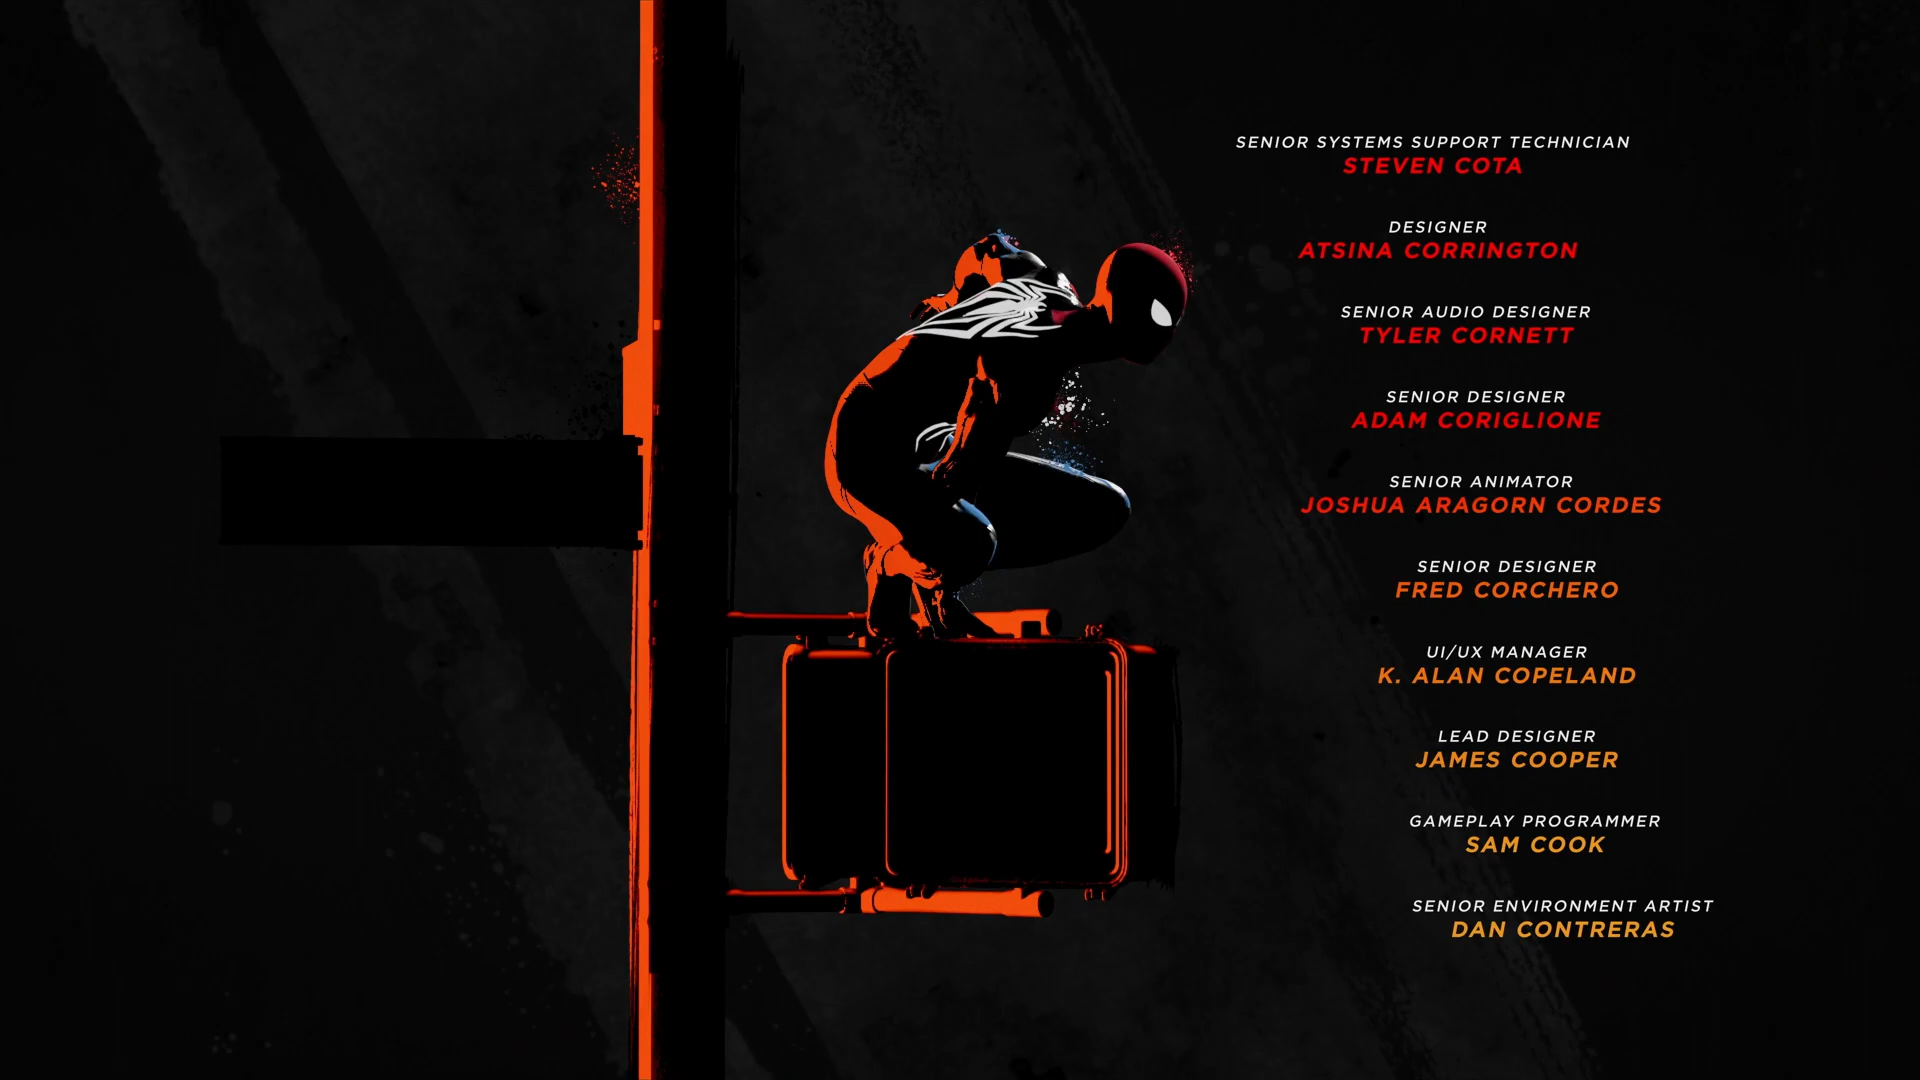 SENIOR SYSTEMS SUPPORT TECHNICIAN
STEVEN COTA
DESIGNER
ATSINA CORRINGTON
SENIOR AUDIO DESIGNER
TYLER CORNETT
SENIOR DESIGNER
ADAM CORIGLIONE
SENIOR ANIMATOR
JOSHUA ARAGORN CORDES
SENIOR DESIGNER
FRED CORCHERO
UI/UX MANAGER
K. ALAN COPELAND
LEAD DESIGNER
JAMES COOPER
GAMEPLAY PROGRAMMER
SAM COOK
SENIOR ENVIRONMENT ARTIST
DAN CONTRERAS